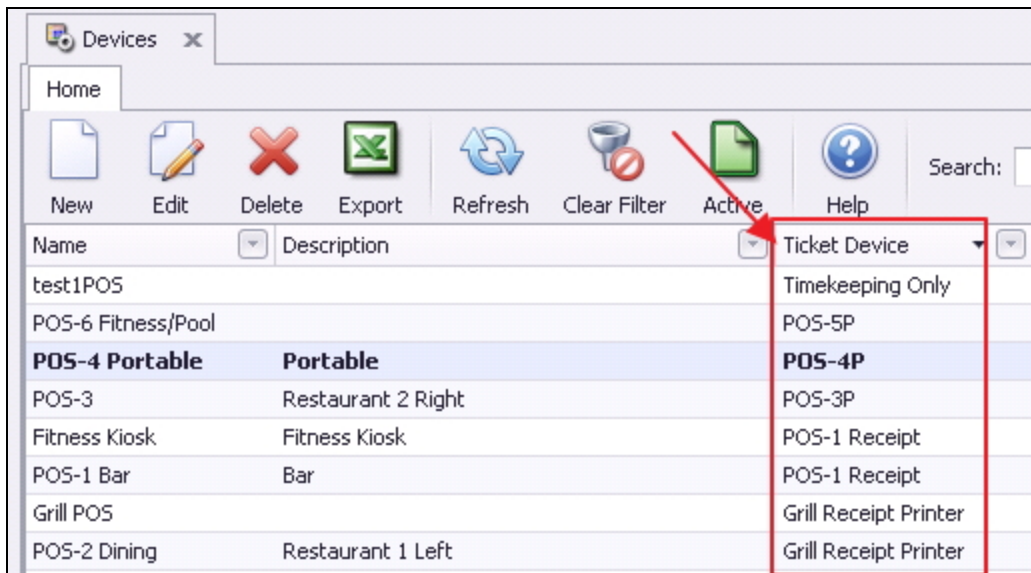 Devices
Home
New Edit Delete Export Refresh Clear Filter Active Help Search:
Name Description Ticket Device
test1POS Timekeeping Only
POS-6 Fitness/Pool POS-5P
POS-4 Portable Portable POS-4P
POS-3 Restaurant 2 Right POS-3P
Fitness Kiosk Fitness Kiosk POS-1 Receipt
POS-1 Bar Bar POS-1 Receipt
Grill POS Grill Receipt Printer
POS-2 Dining Restaurant 1 Left Grill Receipt Printer